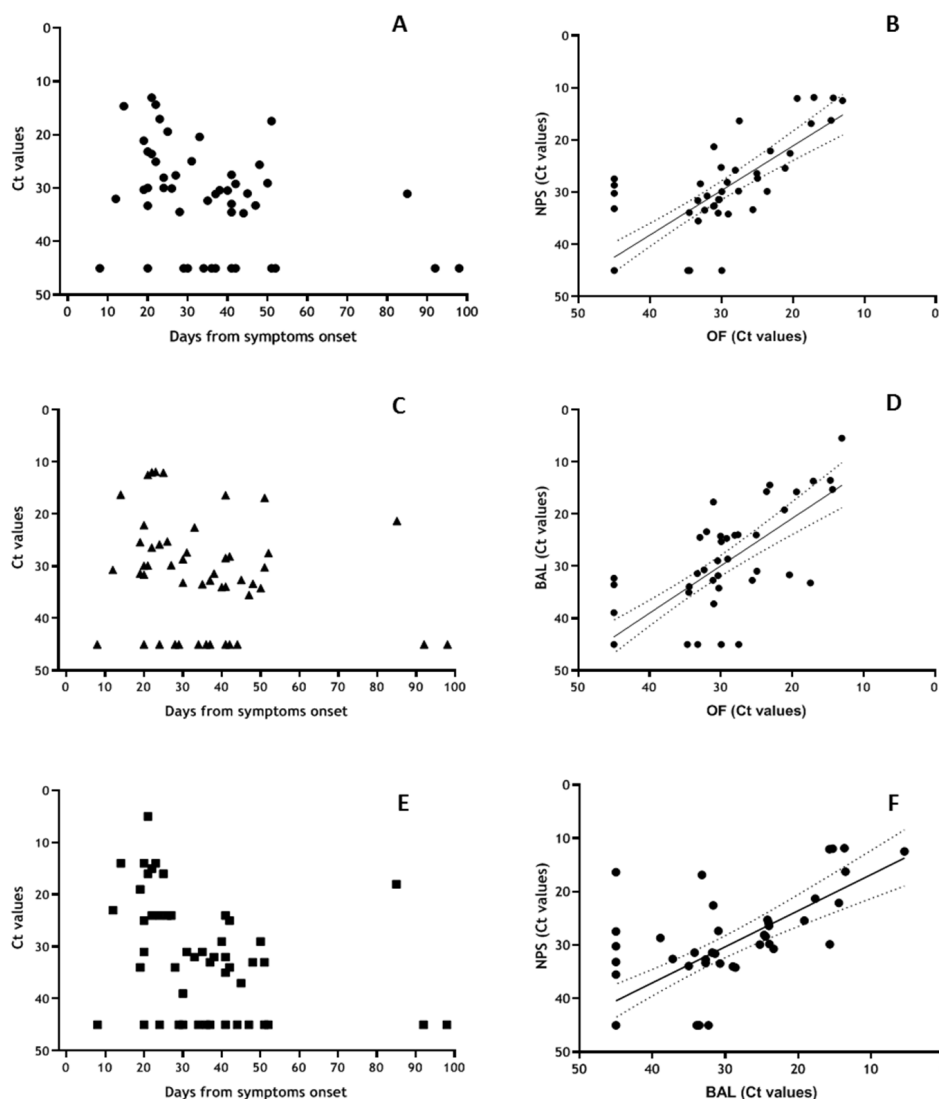 A
0
10
20
30
40
50
Ct values
0 10 20 30 40 50 60 70 80 90 100
Days from symptoms onset
B
0
10
20
30
40
50
NPS (Ct values)
50 40 30 20 10 0
OF (Ct values)
C
0
10
20
30
40
50
Ct values
0 10 20 30 40 50 60 70 80 90 100
Days from symptoms onset
D
0
10
20
30
40
50
BAL (Ct values)
50 40 30 20 10 0
OF (Ct values)
E
0
10
20
30
40
50
Ct values
0 10 20 30 40 50 60 70 80 90 100
Days from symptoms onset
F
0
10
20
30
40
50
NPS (Ct values)
50 40 30 20 10
BAL (Ct values)